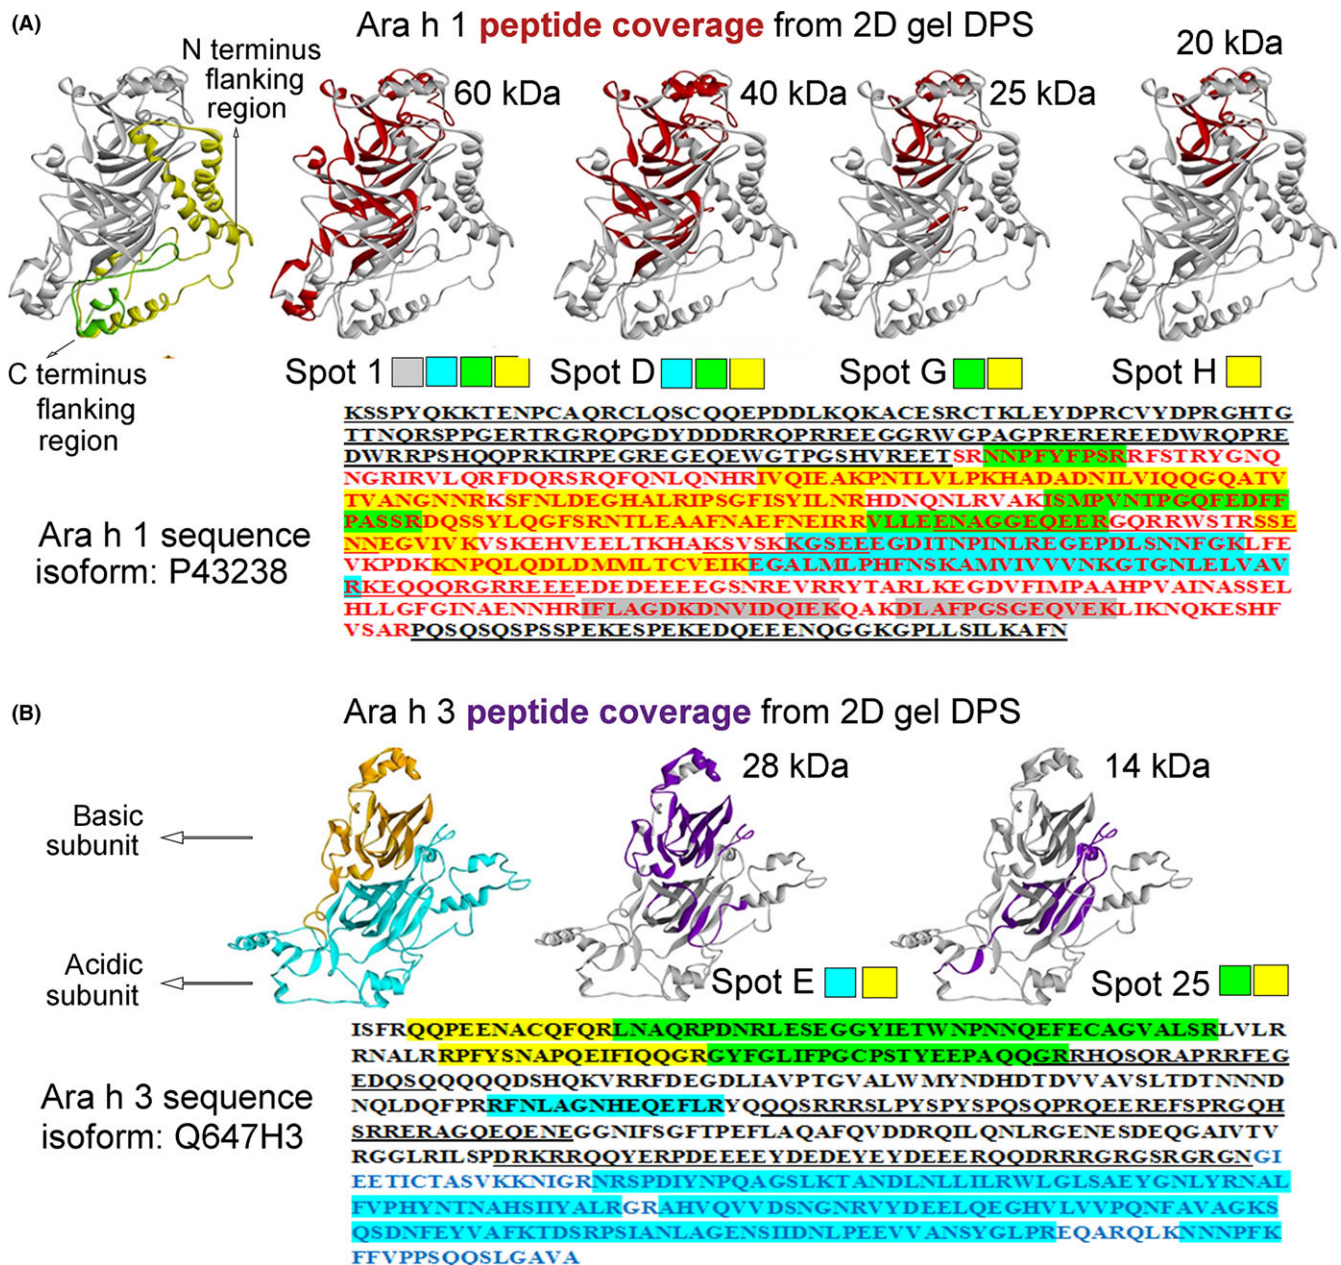 (A)
Ara h 1 peptide coverage from 2D gel DPS
N terminus
flanking
region
60 kDa
40 kDa
25 kDa
20 kDa
C terminus
flanking
region
Spot 1
Spot D
Spot G
Spot H
Ara h 1 sequence
isoform: P43238
KSSPYQKKTENPCAQRCLQSCQQEPDDLKQKACESRCTKLEYDPRCVYDPRGHTG
TTNQRSPPGERTRGRQPGDYDDDRRQPRREEGGRWGPAGPREREREEDWRQPRE
DWRRPSHQQPRKIRPEGREGEQEWGTPGSHVREETSRNNPFYFPSRRFSTRYGNQ
NGRIRVLQRFDQRSRQFQNLQNHRIVQIEAKPNTLVLPKHADADNILVIQQGQATV
TVANGNNRKSFNLDEGHALRIPSGFISYILNRHDNQNLRVAKISMPVNTPGQFEDFF
PASSRDQSSYLQGFSRNTLEAAFNAEFNEIRRVLLEENAGGEQEERGQRRWSTRSSE
NNEGVIVKVSKEHVEELTKHAKSVSKKGSEEEGDITNPINLREGEPDLSNNFGKLFE
VKPDKKNPQLQDLDMMLTCVEIKEGALMLPHFNSKAMVIVVVNKGTGNLELVAV
RKEQQQRGRREEEEDEDEEEEGSNREVRRYTARLKEGDVFIMPAAHPVAINASSEL
HLLGFGINAENNHRIFLAGDKDNVIDQIEKQAKDLAFPGSGEQVEKLIKNQKESHF
VSARPQSQSQSPSSPEKESPEKEDQEEENQGGKGPLLSILKAFN
(B)
Ara h 3 peptide coverage from 2D gel DPS
28 kDa
14 kDa
Basic
subunit
Acidic
subunit
Spot E
Spot 25
Ara h 3 sequence
isoform: Q647H3
ISFRQQPEENACQFQRLNAQRPDNRLESEGGYIETWNPNNQEFECAGVALSRLVLR
RNALRRPFYSNAPQEIFIQQGRGYFGLIFPGCPSTYEEPAQQGRRHQSQRAPRRFEG
EDQSQQQQQDSHQKVRRFDEGDLIAVPTGVALWMYNDHDTDVVAVSLTDTNNND
NQLDQFPRRFNLAGNHEQEFLRYQQQSRRRSLPYSPYSPQSQPRQEEREFSPRGQH
SRRERAGQEQENEGGNIFSGFTPEFLAQAFQVDDRQILQNLRGENESDEQGAIVTV
RGGLRILSPDRKRRQQYERPDEEEEYDEDEYEYDEEERQQDRRRGRGSRGRGNGI
EETICTASVKKNIGRNRSPDIYNPQAGSLKTANDLNLLILRWLGLSAEYGNLYRNAL
FVPHYNTNAHSIIYALRGRAHVQVVDSNGNRVYDEELQEGHVLVVPQNFAVAGKS
QSDNFEYVAFKTDSRPSIANLAGENSIIDNLPEEVVANSYGLPREQARQLKNNNPFK
FFVPPSQQSLGAVA